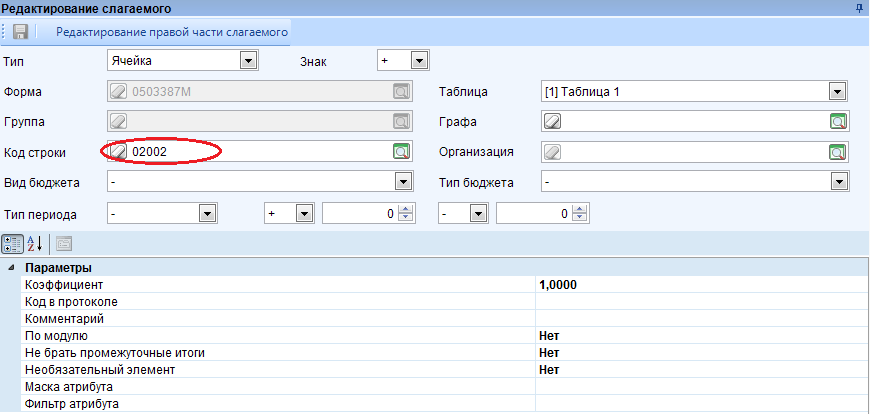 Редактирование слагаемого
Редактирование правой части слагаемого
Тип Ячейка Знак +
Форма 0503387М Таблица [1] Таблица 1
Группа Графа
Код строки 02002 Организация
Вид бюджета - Тип бюджета -
Тип периода - + 0 - 0
Параметры
Коэффициент 1,0000
Код в протоколе
Комментарий
По модулю Нет
Не брать промежуточные итоги Нет
Необязательный элемент Нет
Маска атрибута
Фильтр атрибута